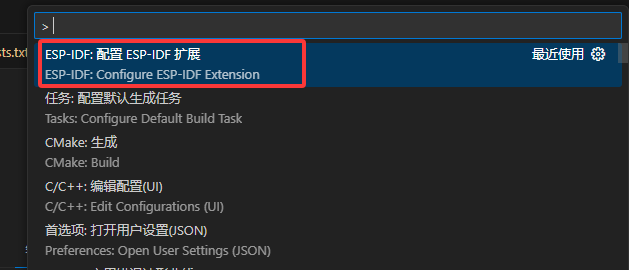 >
sts.txt
ESP-IDF: 配置 ESP-IDF 扩展
最近使用
ESP-IDF: Configure ESP-IDF Extension
任务: 配置默认生成任务
Tasks: Configure Default Build Task
CMake: 生成
CMake: Build
C/C++: 编辑配置(UI)
C/C++: Edit Configurations (UI)
首选项: 打开用户设置(JSON)
Preferences: Open User Settings (JSON)